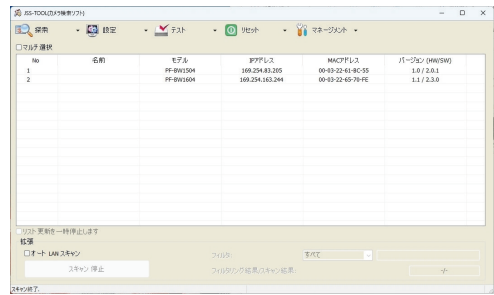 JSS-TOOL(カメラ検索ソフト)
探索 設定 テスト リセット マネージメント
マルチ選択
No 名前 モデル IPアドレス MACアドレス バージョン (HW/SW)
1 PF-BW1504 169.254.83.205 00-03-22-61-8C-55 1.0 / 2.0.1
2 PF-BW1604 169.254.163.244 00-03-22-65-70-FE 1.1 / 2.3.0
リスト更新を一時停止します
拡張
オート LAN スキャン フィルタ: すべて
スキャン 停止 フィルタリング結果/スキャン結果: -/-
スキャン終了.